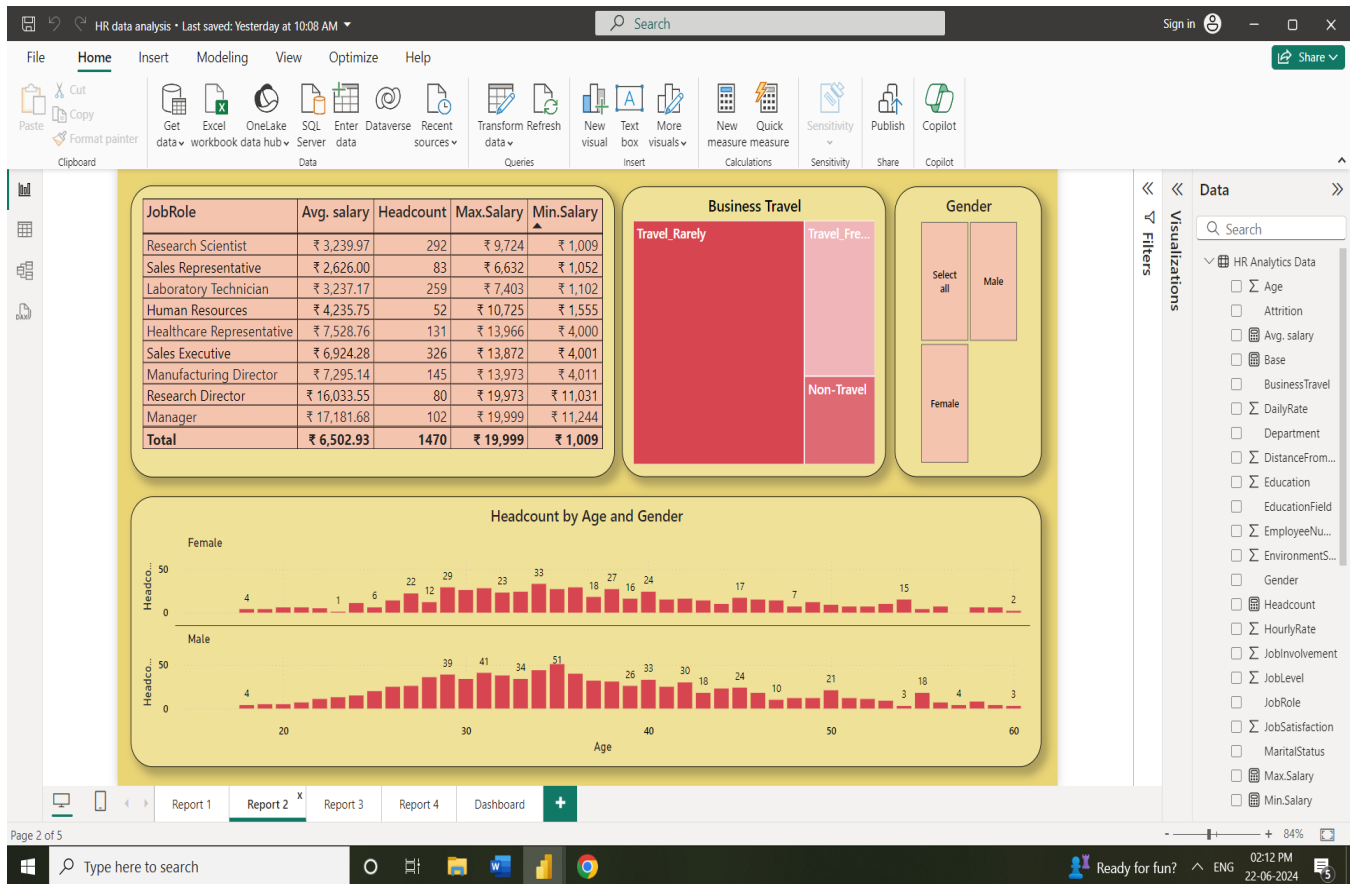 HR data analysis • Last saved: Yesterday at 10:08 AM
Search
Sign in
File Home Insert Modeling View Optimize Help
Share
Paste
Cut
Copy
Format painter
Clipboard
Get data
Excel workbook
OneLake data hub
SQL Server
Enter data
Dataverse
Recent sources
Data
Transform data
Refresh
Queries
New visual
Text box
More visuals
Insert
New measure
Quick measure
Calculations
Sensitivity
Sensitivity
Publish
Share
Copilot
Copilot
JobRole Avg. salary Headcount Max.Salary Min.Salary
Research Scientist ₹ 3,239.97 292 ₹ 9,724 ₹ 1,009
Sales Representative ₹ 2,626.00 83 ₹ 6,632 ₹ 1,052
Laboratory Technician ₹ 3,237.17 259 ₹ 7,403 ₹ 1,102
Human Resources ₹ 4,235.75 52 ₹ 10,725 ₹ 1,555
Healthcare Representative ₹ 7,528.76 131 ₹ 13,966 ₹ 4,000
Sales Executive ₹ 6,924.28 326 ₹ 13,872 ₹ 4,001
Manufacturing Director ₹ 7,295.14 145 ₹ 13,973 ₹ 4,011
Research Director ₹ 16,033.55 80 ₹ 19,973 ₹ 11,031
Manager ₹ 17,181.68 102 ₹ 19,999 ₹ 11,244
Total ₹ 6,502.93 1470 ₹ 19,999 ₹ 1,009
Business Travel
Travel_Rarely
Travel_Fre...
Non-Travel
Gender
Select all
Male
Female
Headcount by Age and Gender
Female
Headco...
50
0
4 1 6 22 12 29 23 33 18 27 16 24 17 7 15 2
Male
Headco...
50
0
4 39 41 34 51 26 33 30 18 24 10 21 3 18 4 3
20 30 40 50 60
Age
Filters
Visualizations
Data
Search
HR Analytics Data
Age
Attrition
Avg. salary
Base
BusinessTravel
DailyRate
Department
DistanceFrom...
Education
EducationField
EmployeeNu...
EnvironmentS...
Gender
Headcount
HourlyRate
JobInvolvement
JobLevel
JobRole
JobSatisfaction
MaritalStatus
Max.Salary
Min.Salary
DAX
Report 1
Report 2 x
Report 3
Report 4
Dashboard
+
Page 2 of 5
- + 84%
Type here to search
Ready for fun?
ENG
02:12 PM
22-06-2024
5